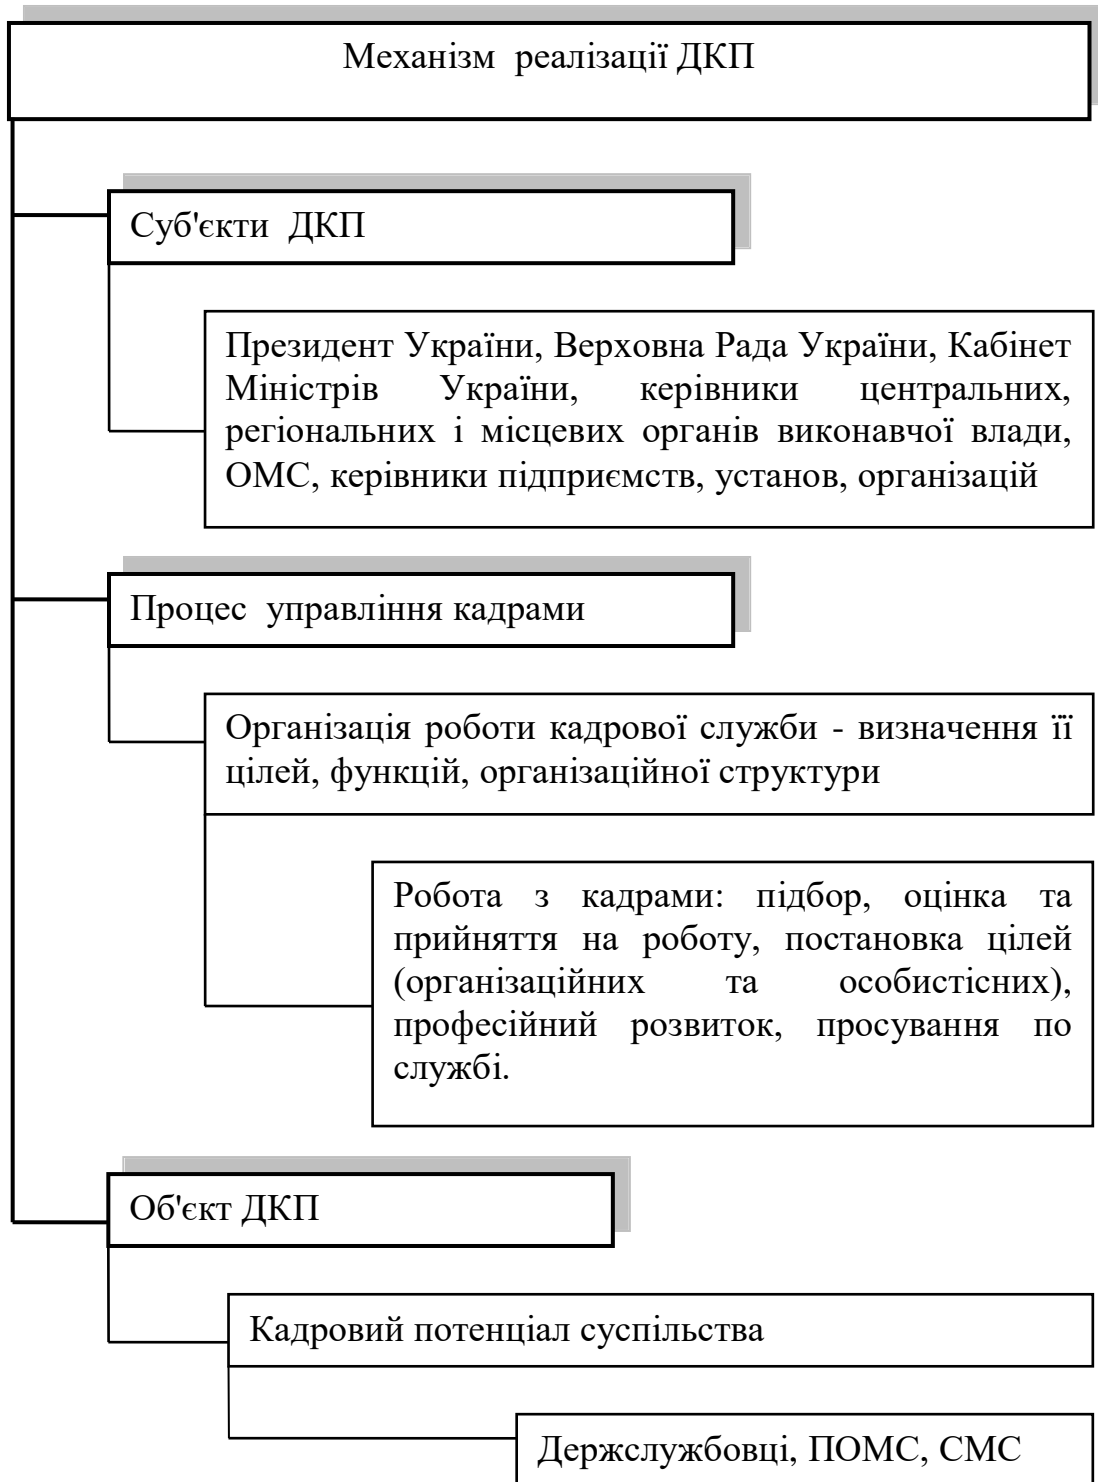 Механізм реалізації ДКП
Суб'єкти ДКП
Президент України, Верховна Рада України, Кабінет
Міністрів України, керівники центральних,
регіональних і місцевих органів виконавчої влади,
ОМС, керівники підприємств, установ, організацій
Процес управління кадрами
Організація роботи кадрової служби - визначення її
цілей, функцій, організаційної структури
Робота з кадрами: підбор, оцінка та
прийняття на роботу, постановка цілей
(організаційних та особистісних),
професійний розвиток, просування по
службі.
Об'єкт ДКП
Кадровий потенціал суспільства
Держслужбовці, ПОМС, СМС